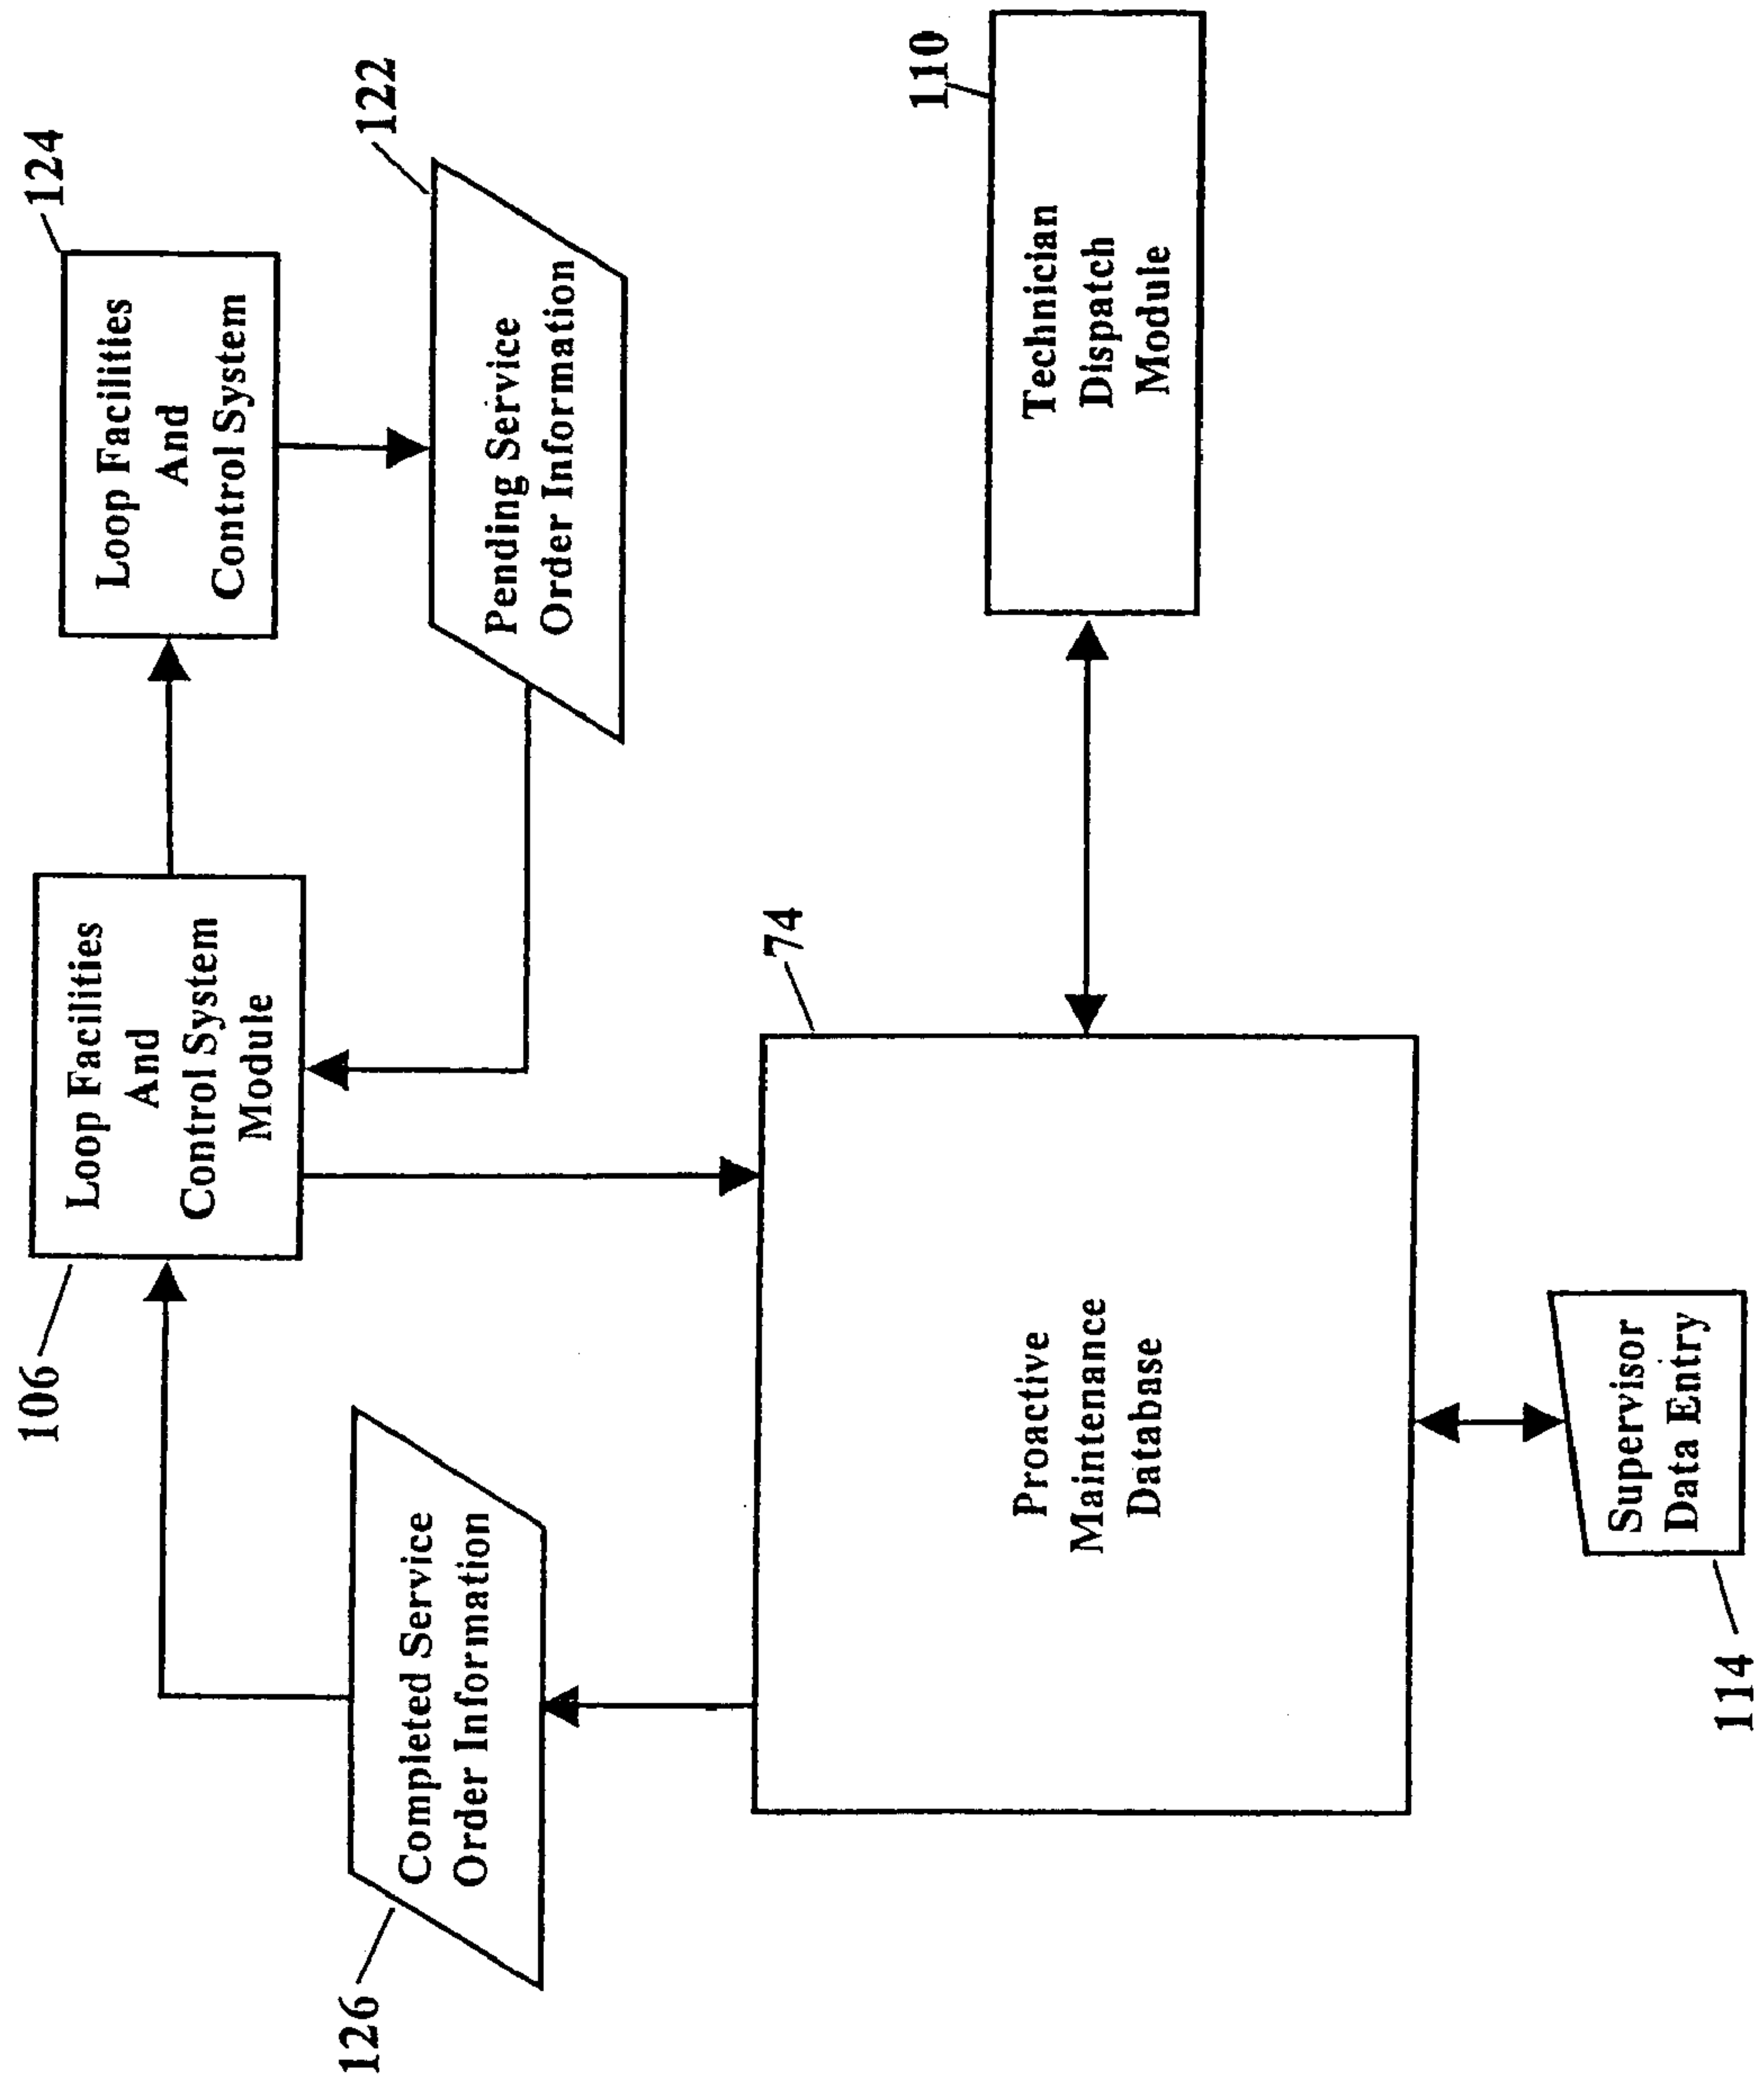 106
Loop Facilities
And
Control System
Module
124
Loop Facilities
And
Control System
126
Completed Service
Order Information
122
Pending Service
Order Information
74
Proactive
Maintenance
Database
110
Technician
Dispatch
Module
114
Supervisor
Data Entry